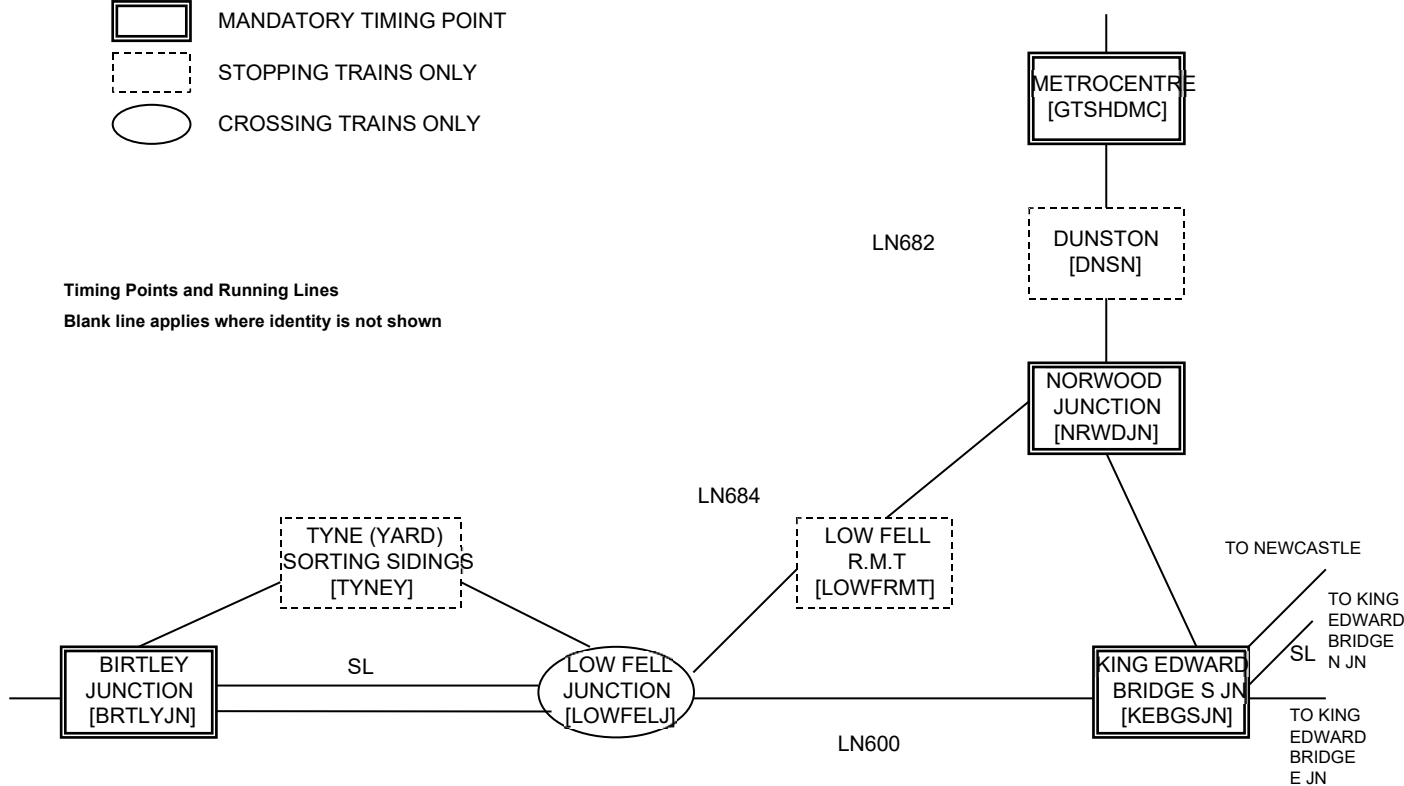 MANDATORY TIMING POINT
STOPPING TRAINS ONLY
CROSSING TRAINS ONLY
METROCENTRE
[GTSHDMC]
LN682
DUNSTON
[DNSN]
Timing Points and Running Lines
Blank line applies where identity is not shown
NORWOOD
JUNCTION
[NRWDJN]
LN684
TYNE (YARD)
SORTING SIDINGS
[TYNEY]
LOW FELL
R.M.T
[LOWFRMT]
TO NEWCASTLE
TO KING
EDWARD
BRIDGE
N JN
SL
BIRTLEY
JUNCTION
[BRTLYJN]
SL
LOW FELL
JUNCTION
[LOWFELJ]
KING EDWARD
BRIDGE S JN
[KEBGSJN]
LN600
TO KING
EDWARD
BRIDGE
E JN